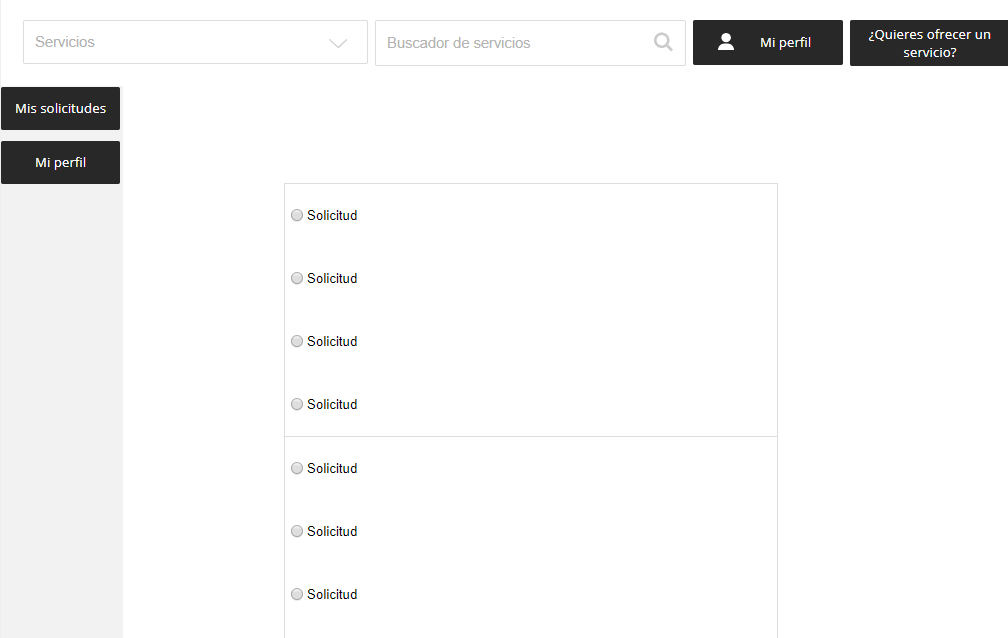 Servicios
Buscador de servicios
Mi perfil
¿Quieres ofrecer un
servicio?
Mis solicitudes
Mi perfil
Solicitud
Solicitud
Solicitud
Solicitud
Solicitud
Solicitud
Solicitud